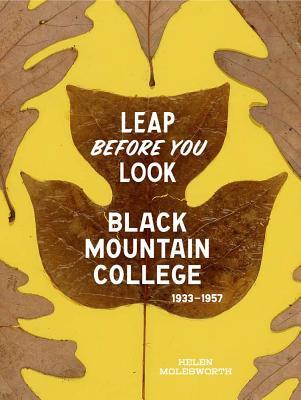 LEAP
BEFORE YOU
LOOK
BLACK
MOUNTAIN
COLLEGE
1933–1957
HELEN
MOLESWORTH